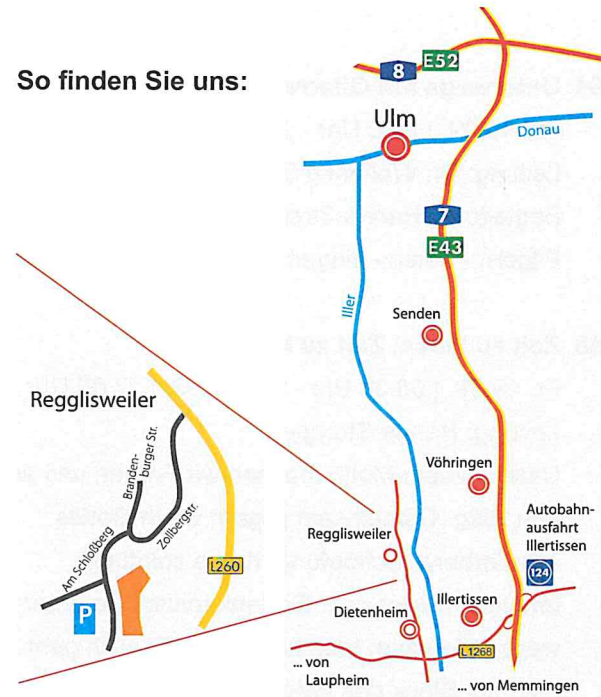 So finden Sie uns:
8
E52
Ulm
Donau
7
E43
Iller
Senden
Vöhringen
Autobahn-
ausfahrt
Illertissen
124
Regglisweiler
Illertissen
Dietenheim
L1268
... von
Laupheim
... von Memmingen
Regglisweiler
Branden-
burger Str.
Zollbergstr.
Am Schloßberg
L260
P